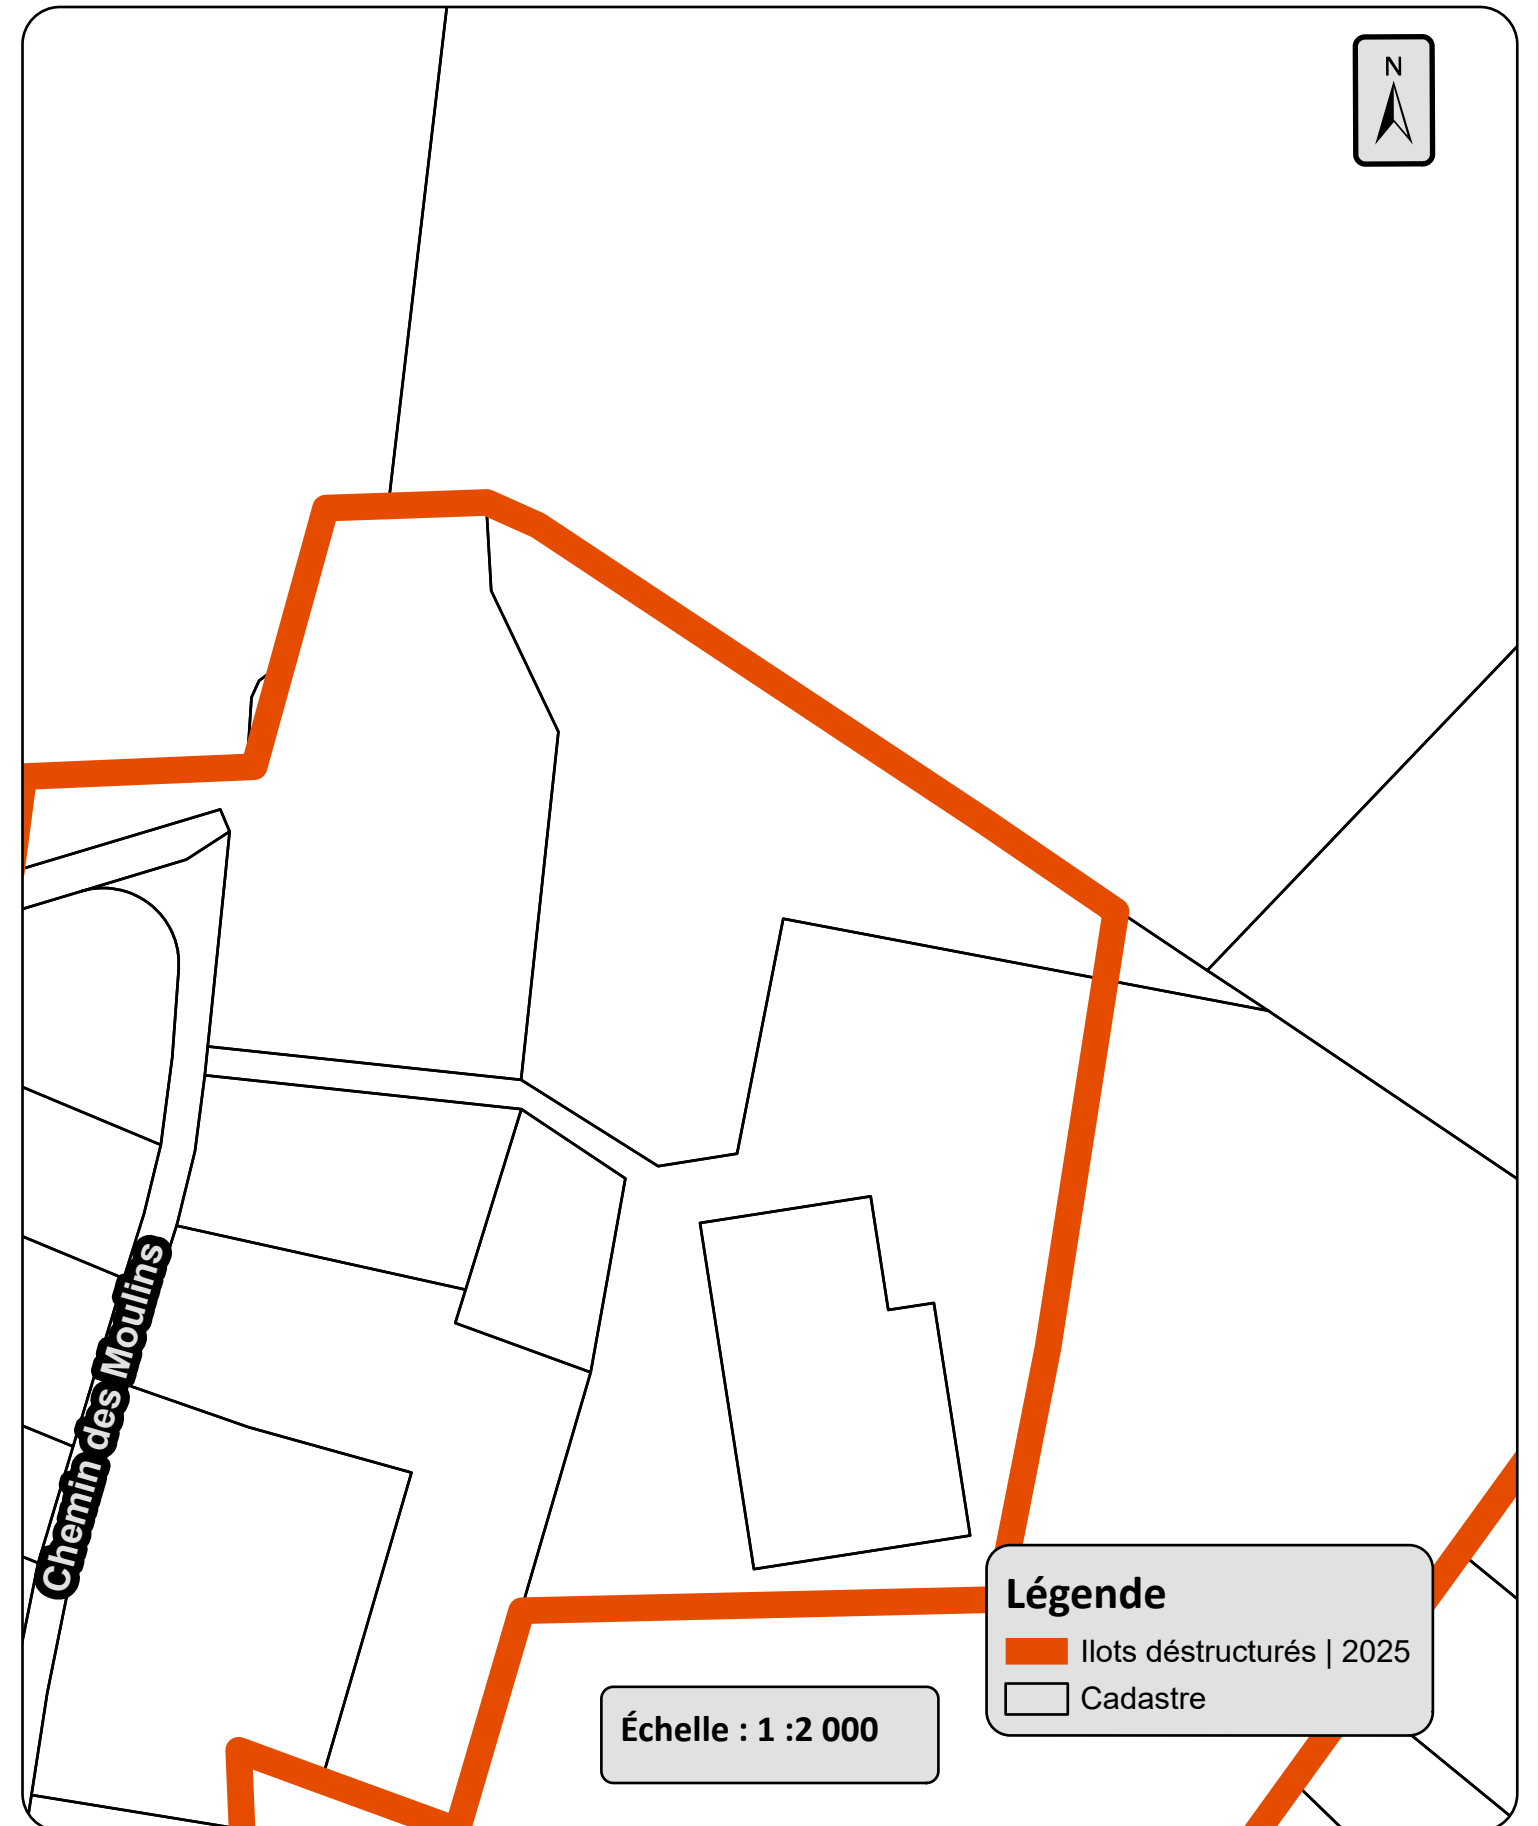 N
Chemin des Moulins
Légende
Ilots déstructurés | 2025
Cadastre
Échelle : 1 :2 000